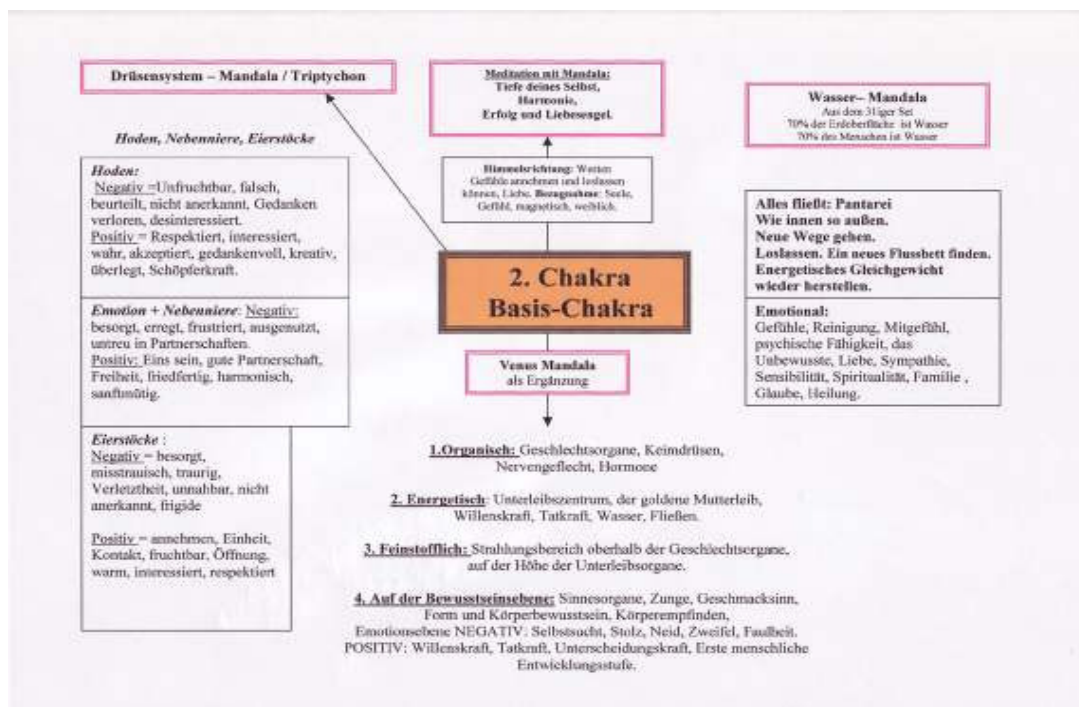 Drüsensystem – Mandala / Triptychon
Hoden, Nebenniere, Eierstöcke
Hoden:
Negativ =Unfruchtbar, falsch,
beurteilt, nicht anerkannt, Gedanken
verloren, desinteressiert.
Positiv = Respektiert, interessiert,
wahr, akzeptiert, gedankenvoll, kreativ,
überlegt, Schöpferkraft.
Emotion + Nebenniere: Negativ:
besorgt, erregt, frustriert, ausgenutzt,
untreu in Partnerschaften.
Positiv: Eins sein, gute Partnerschaft,
Freiheit, friedfertig, harmonisch,
sanftmütig.
Eierstöcke :
Negativ = besorgt,
misstrauisch, traurig,
Verletztheit, unnahbar, nicht
anerkannt, frigide
Positiv = annehmen, Einheit,
Kontakt, fruchtbar, Öffnung,
warm, interessiert, respektiert
Meditation mit Mandala:
Tiefe deines Selbst,
Harmonie,
Erfolg und Liebesengel.
Himmelsrichtung: Westen
Gefühle annehmen und loslassen
können, Liebe. Bezugnahme: Seele,
Gefühl, magnetisch, weiblich.
2. Chakra
Basis-Chakra
Venus Mandala
als Ergänzung
1.Organisch: Geschlechtsorgane, Keimdrüsen,
Nervengeflecht, Hormone
2. Energetisch: Unterleibszentrum, der goldene Mutterleib,
Willenskraft, Tatkraft, Wasser, Fließen.
3. Feinstofflich: Strahlungsbereich oberhalb der Geschlechtsorgane,
auf der Höhe der Unterleibsorgane.
4. Auf der Bewusstseinsebene: Sinnesorgane, Zunge, Geschmacksinn,
Form und Körperbewusstsein, Körperempfinden,
Emotionsebene NEGATIV: Selbstsucht, Stolz, Neid, Zweifel, Faulheit.
POSITIV: Willenskraft, Tatkraft, Unterscheidungskraft, Erste menschliche
Entwicklungsstufe.
Wasser– Mandala
Aus dem 31iger Set
70% der Erdoberfläche ist Wasser
70% des Menschen ist Wasser
Alles fließt: Pantarei
Wie innen so außen.
Neue Wege gehen.
Loslassen. Ein neues Flussbett finden.
Energetisches Gleichgewicht
wieder herstellen.
Emotional:
Gefühle, Reinigung, Mitgefühl,
psychische Fähigkeit, das
Unbewusste, Liebe, Sympathie,
Sensibilität, Spiritualität, Familie ,
Glaube, Heilung.